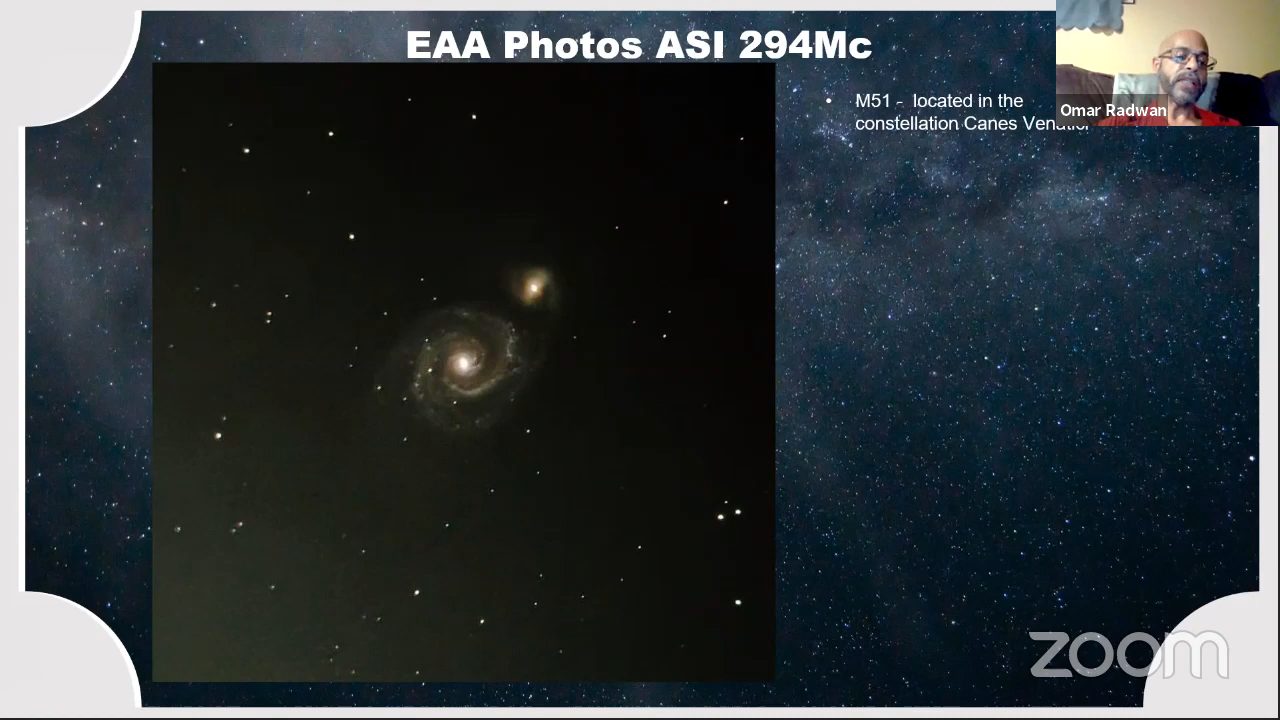 EAA Photos ASI 294Mc
• M51 - located in the
constellation Canes
Omar Radwan
zoom